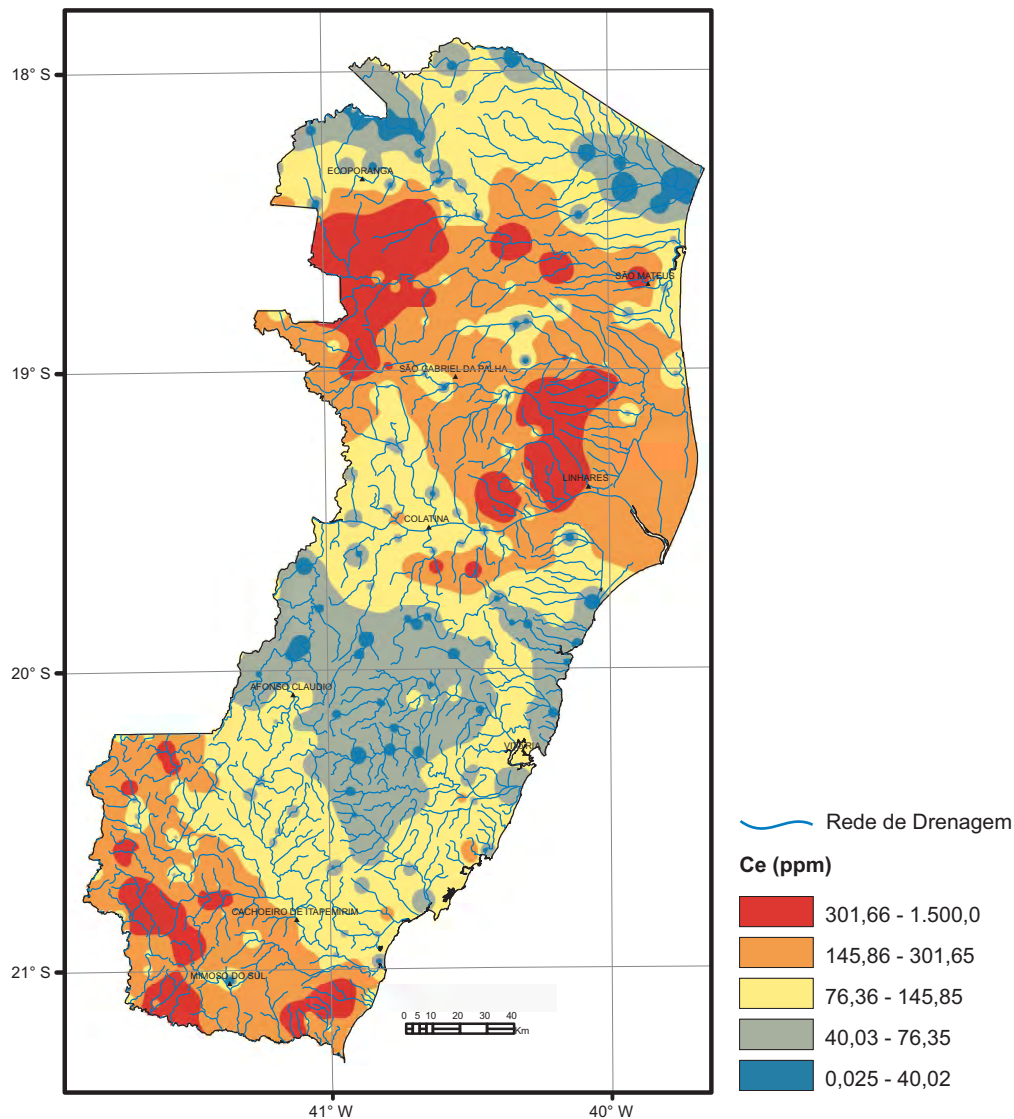 18° S
ECOPORANGA
SÃO MATEUS
19° S
SÃO GABRIEL DA PALHA
LINHARES
COLATINA
20° S
AFONSO CLAUDIO
VITÓRIA
Rede de Drenagem
Ce (ppm)
301,66 - 1.500,0
145,86 - 301,65
76,36 - 145,85
40,03 - 76,35
0,025 - 40,02
CACHOEIRO DE ITAPEMIRIM
21° S
MIMOSO DO SUL
0 5 10 20 30 40
Km
41° W
40° W